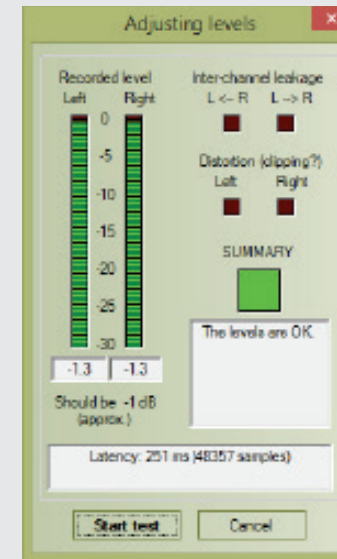 Adjusting levels
Recorded level
Left Right
0
-5
-10
-15
-20
-25
-30
-1.3 -1.3
Should be -1 dB
(approx.)
Inter-channel leakage
L <-- R L --> R
Distortion (clipping?)
Left Right
SUMMARY
The levels are OK.
Latency: 251 ms (48357 samples)
Start test Cancel